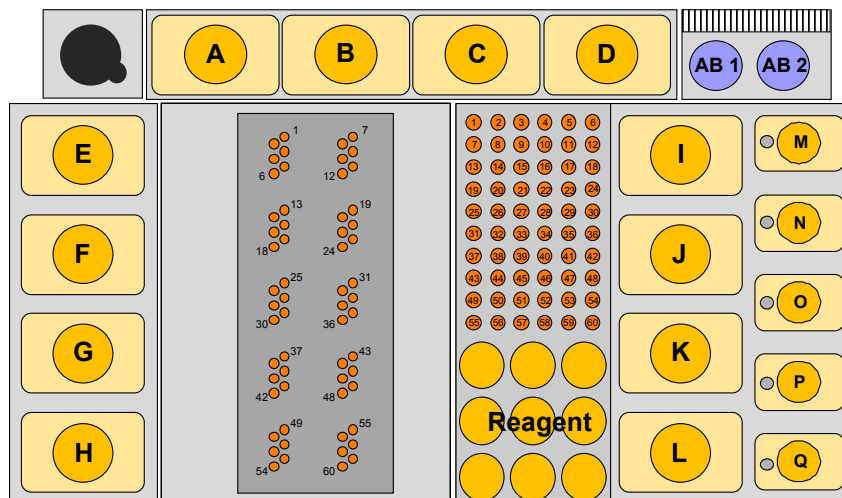 A B C D
AB 1 AB 2
E
F
G
H
1 7
6 12
13 19
18 24
25 31
30 36
37 43
42 48
49 55
54 60
1 2 3 4 5 6
7 8 9 10 11 12
13 14 15 16 17 18
19 20 21 22 23 24
25 26 27 28 29 30
31 32 33 34 35 36
37 38 39 40 41 42
43 44 45 46 47 48
49 50 51 52 53 54
55 56 57 58 59 60
Reagent
I
J
K
L
M
N
O
P
Q